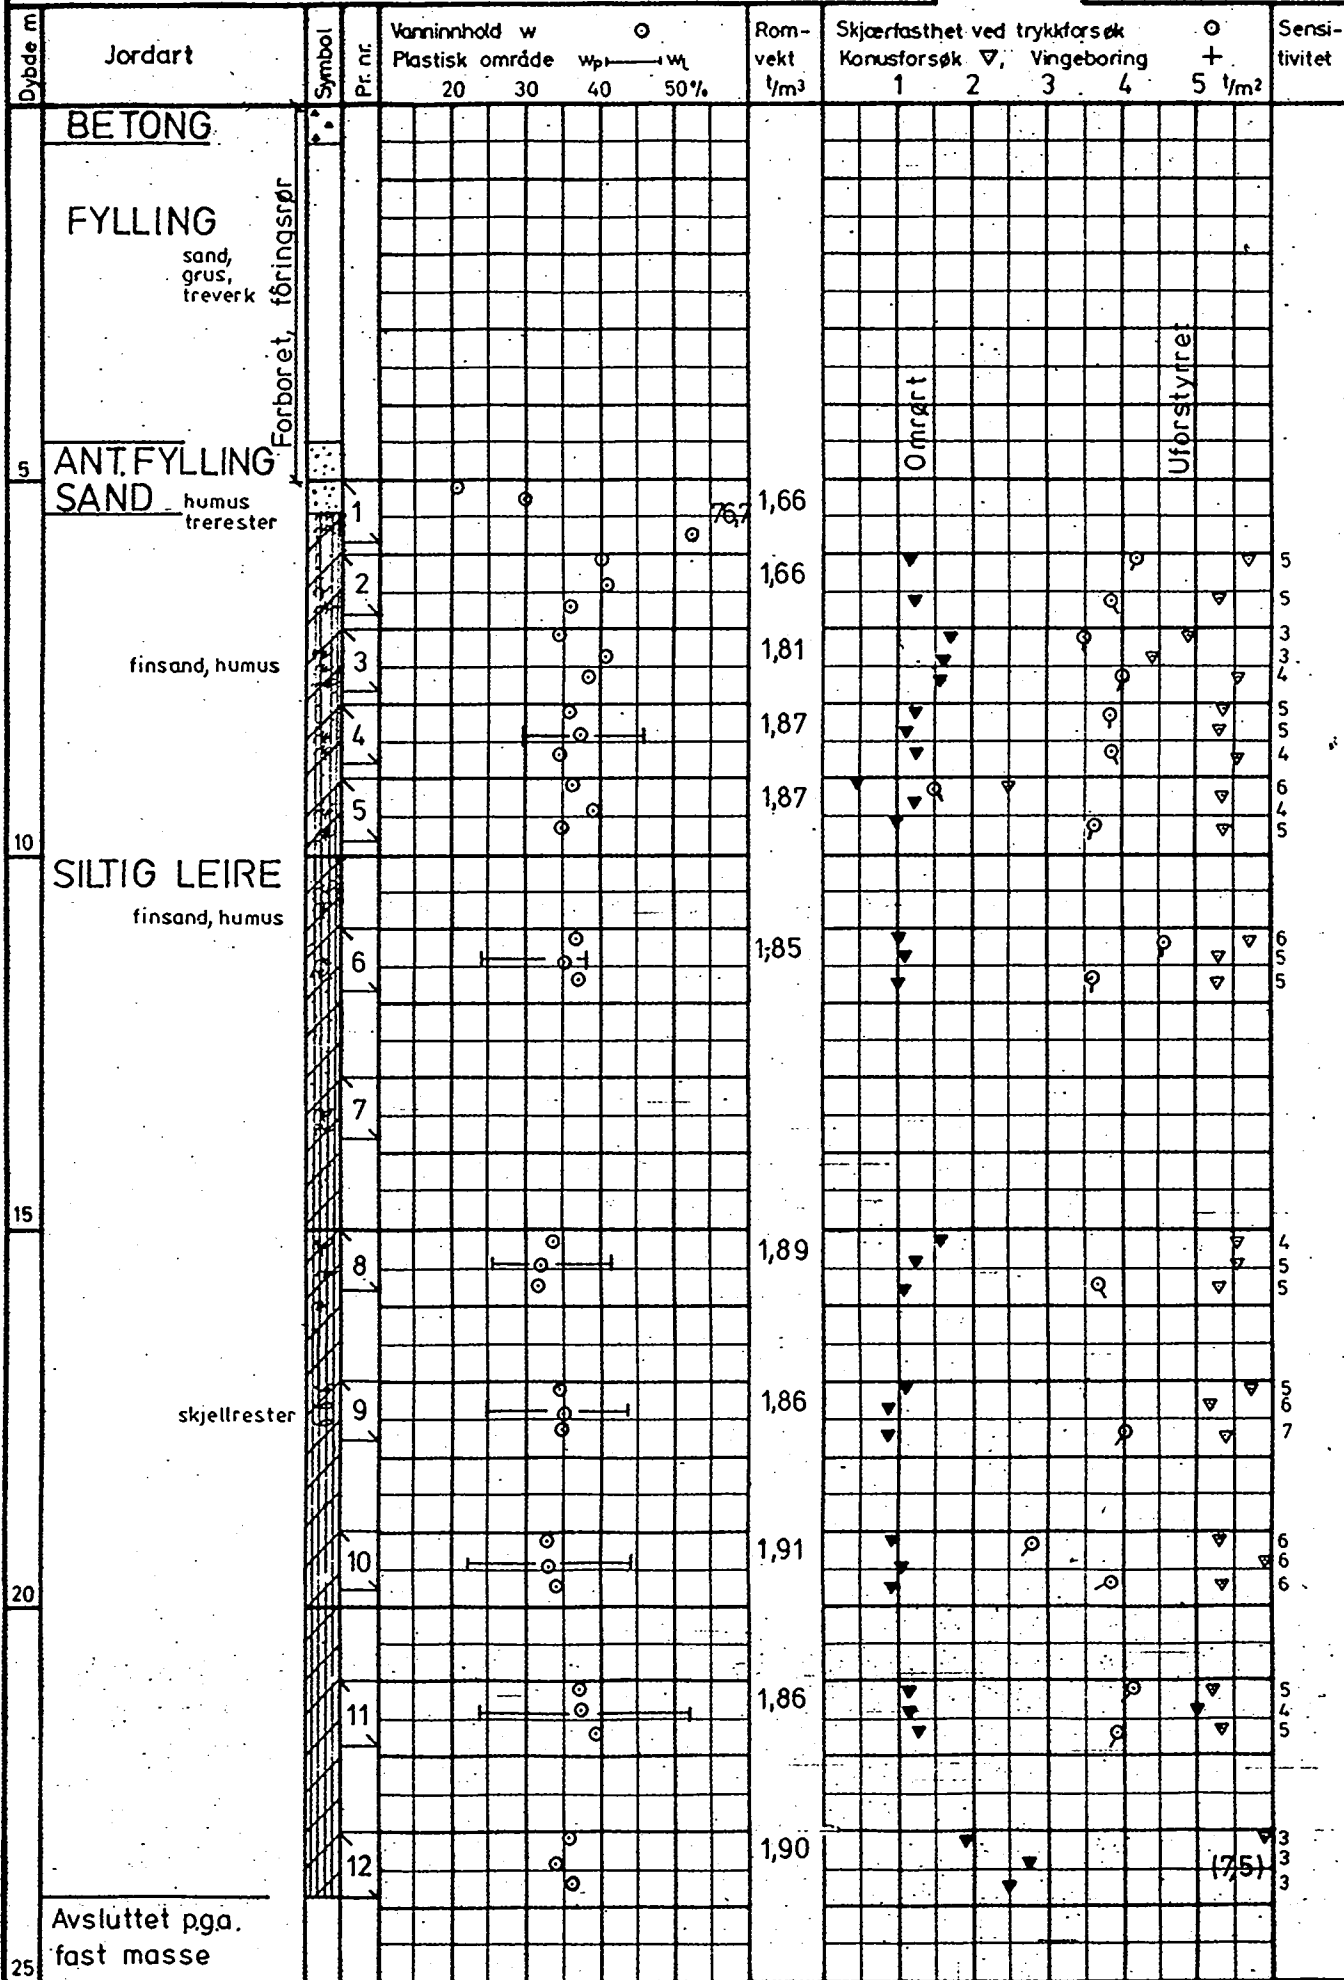 Dybde m
Jordart
Symbol
Pr. nr.
Vanninnhold w
Plastisk område wp wL
20 30 40 50%
Rom-
vekt
t/m³
Skjærfasthet ved trykkforsøk
Konusforsøk ▽, Vingeboring +
1 2 3 4 5 t/m²
Sensi-
tivitet
BETONG
FYLLING
sand,
grus,
treverk
Forboret, fôringsrør
Omrørt
Uforstyrret
ANT. FYLLING
5
SAND humus
trerester
1
76,7
1,66
2
1,66
5
5
finsand, humus
3
1,81
3
3
4
4
1,87
5
5
4
5
1,87
6
4
5
10
SILTIG LEIRE
finsand, humus
6
1,85
6
5
5
7
15
8
1,89
4
5
5
skjellrester
9
1,86
5
6
7
10
1,91
6
6
6
20
11
1,86
5
4
5
12
1,90
(7,5)
3
3
3
Avsluttet p.g.a.
fast masse
25